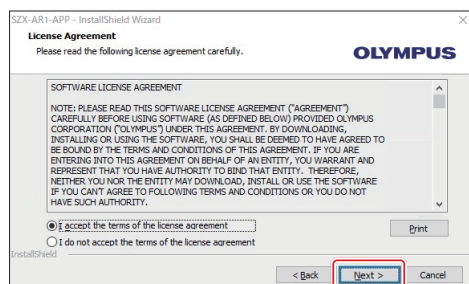 SZX-AR1-APP - InstallShield Wizard
License Agreement
Please read the following license agreement carefully.
OLYMPUS
SOFTWARE LICENSE AGREEMENT
NOTE: PLEASE READ THIS SOFTWARE LICENSE AGREEMENT ("AGREEMENT")
CAREFULLY BEFORE USING SOFTWARE (AS DEFINED BELOW) PROVIDED OLYMPUS
CORPORATION ("OLYMPUS") UNDER THIS AGREEMENT. BY DOWNLOADING,
INSTALLING OR USING THE SOFTWARE, YOU SHALL BE DEEMED TO HAVE AGREED TO
BE BOUND BY THE TERMS AND CONDITIONS OF THIS AGREEMENT. IF YOU ARE
ENTERING INTO THIS AGREEMENT ON BEHALF OF AN ENTITY, YOU WARRANT AND
REPRESENT THAT YOU HAVE AUTHORITY TO BIND THAT ENTITY. THEREFORE,
NEITHER YOU NOR THE ENTITY MAY DOWNLOAD, INSTALL OR USE THE SOFTWARE
IF YOU CAN'T AGREE TO FOLLOWING TERMS AND CONDITIONS OR YOU DO NOT
HAVE SUCH AUTHORITY.
I accept the terms of the license agreement
Print
I do not accept the terms of the license agreement
InstallShield
< Back
Next >
Cancel